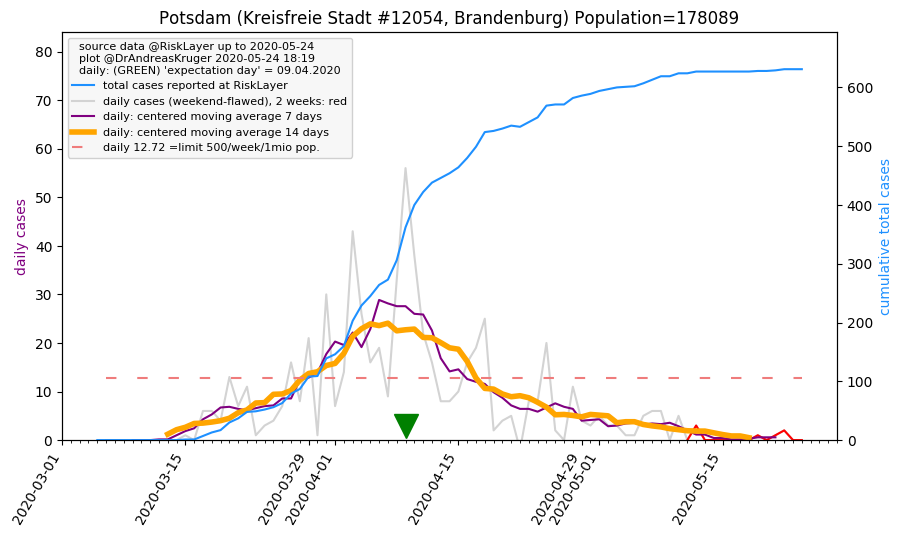 Potsdam (Kreisfreie Stadt #12054, Brandenburg) Population=178089
source data @RiskLayer up to 2020-05-24
plot @DrAndreasKruger 2020-05-24 18:19
daily: (GREEN) 'expectation day' = 09.04.2020
total cases reported at RiskLayer
daily cases (weekend-flawed), 2 weeks: red
daily: centered moving average 7 days
daily: centered moving average 14 days
daily 12.72 =limit 500/week/1mio pop.
daily cases
80
70
60
50
40
30
20
10
0
cumulative total cases
600
500
400
300
200
100
0
2020-03-01
2020-03-15
2020-03-29
2020-04-01
2020-04-15
2020-04-29
2020-05-01
2020-05-15